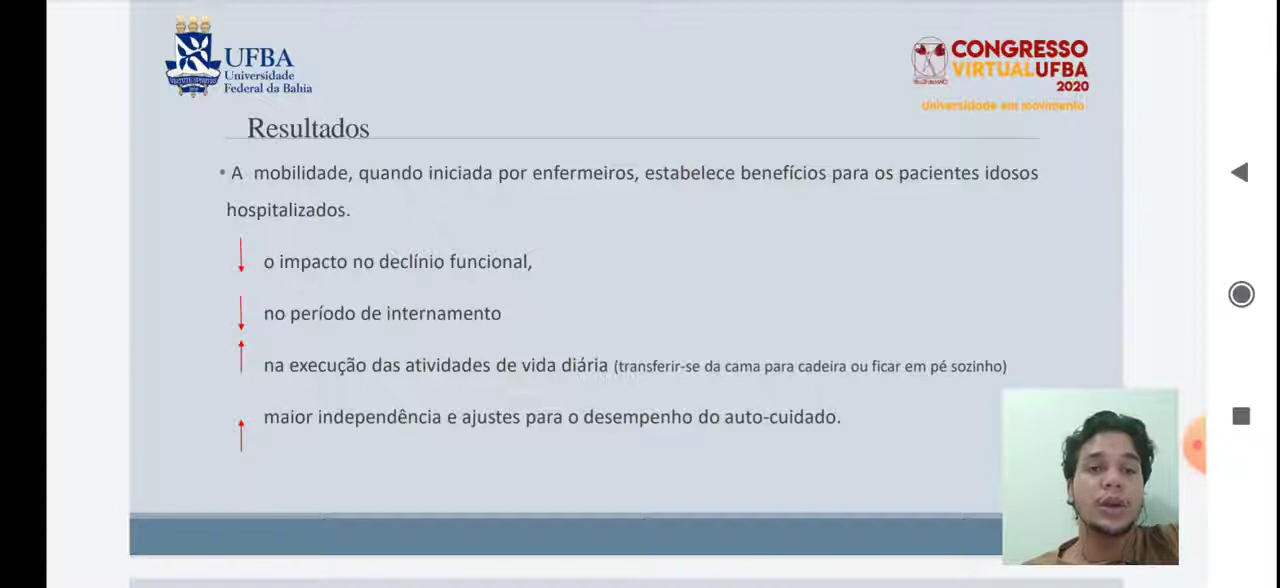 UFBA
Universidade
Federal da Bahia
CONGRESSO
VIRTUALUFBA
2020
Universidade em movimento
Resultados
• A mobilidade, quando iniciada por enfermeiros, estabelece benefícios para os pacientes idosos
hospitalizados.
o impacto no declínio funcional,
no período de internamento
na execução das atividades de vida diária (transferir-se da cama para cadeira ou ficar em pé sozinho)
maior independência e ajustes para o desempenho do auto-cuidado.